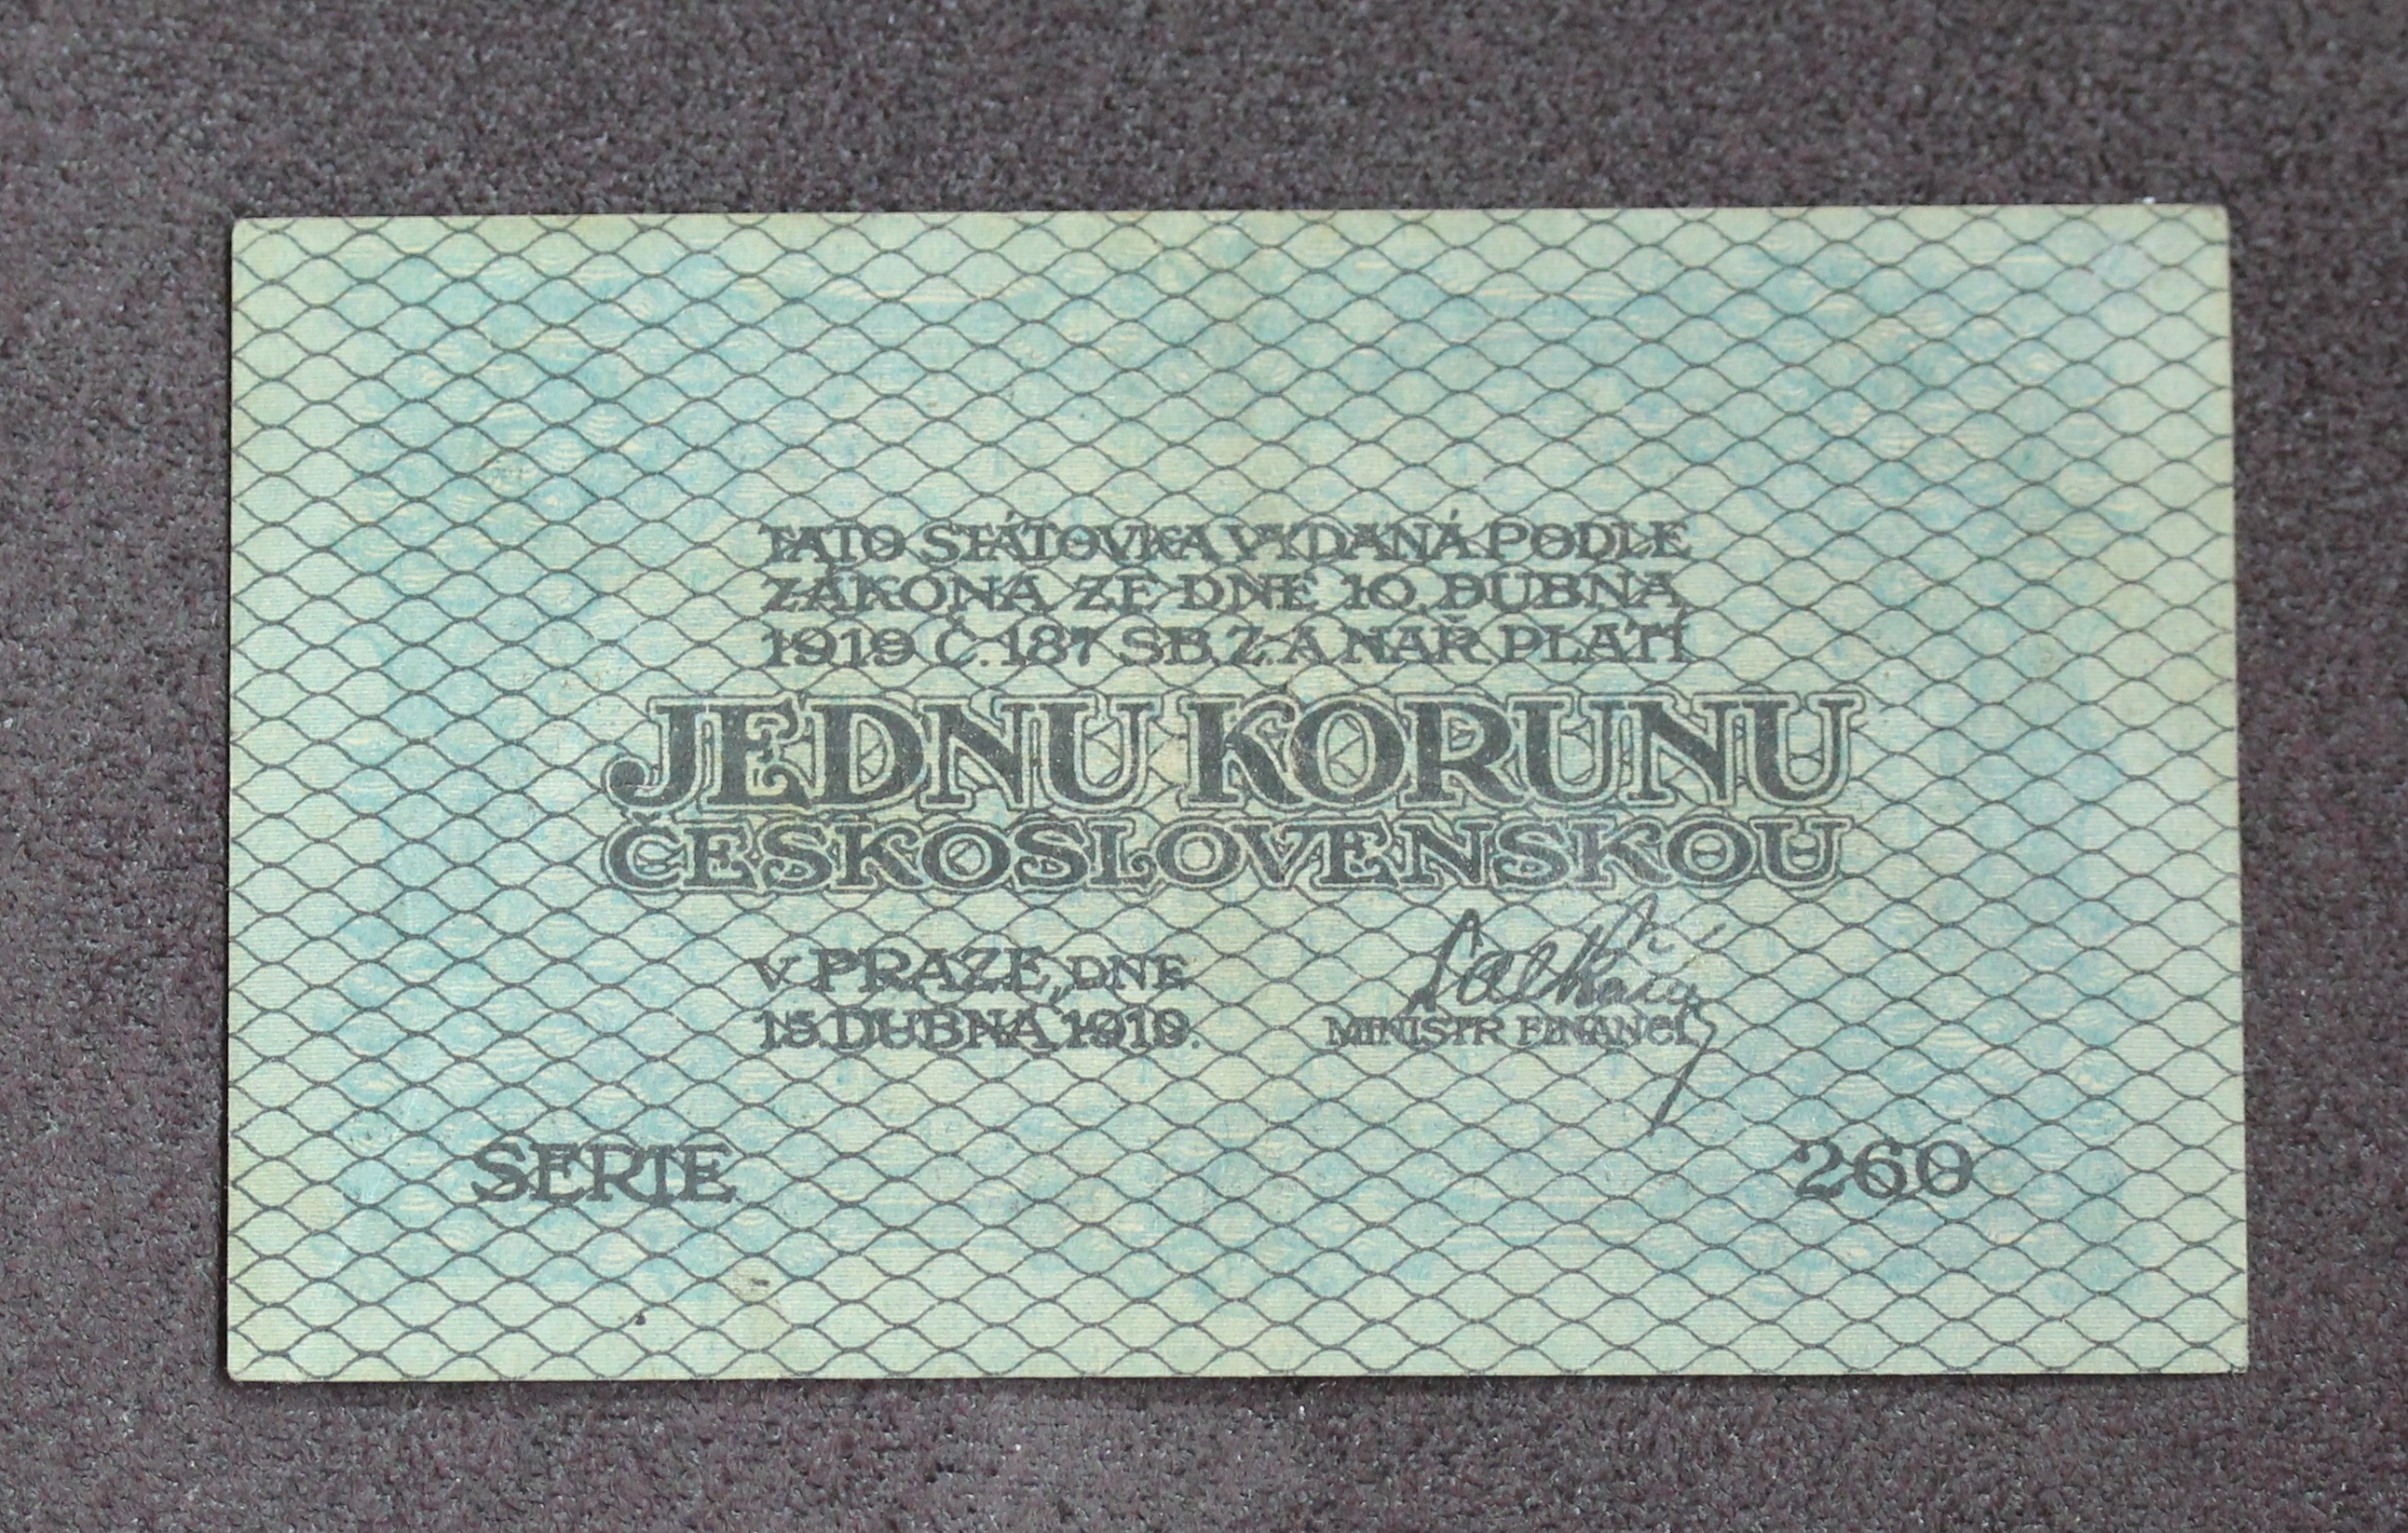 TATO STÁTOVKA VYDANÁ PODLE
ZÁKONA ZE DNE 10. DUBNA
1919 Č. 187 SB. Z. A NAŘ. PLATÍ
JEDNU KORUNU
ČESKOSLOVENSKOU
V PRAZE, DNE
15. DUBNA 1919.
MINISTR FINANCÍ
SERIE 260